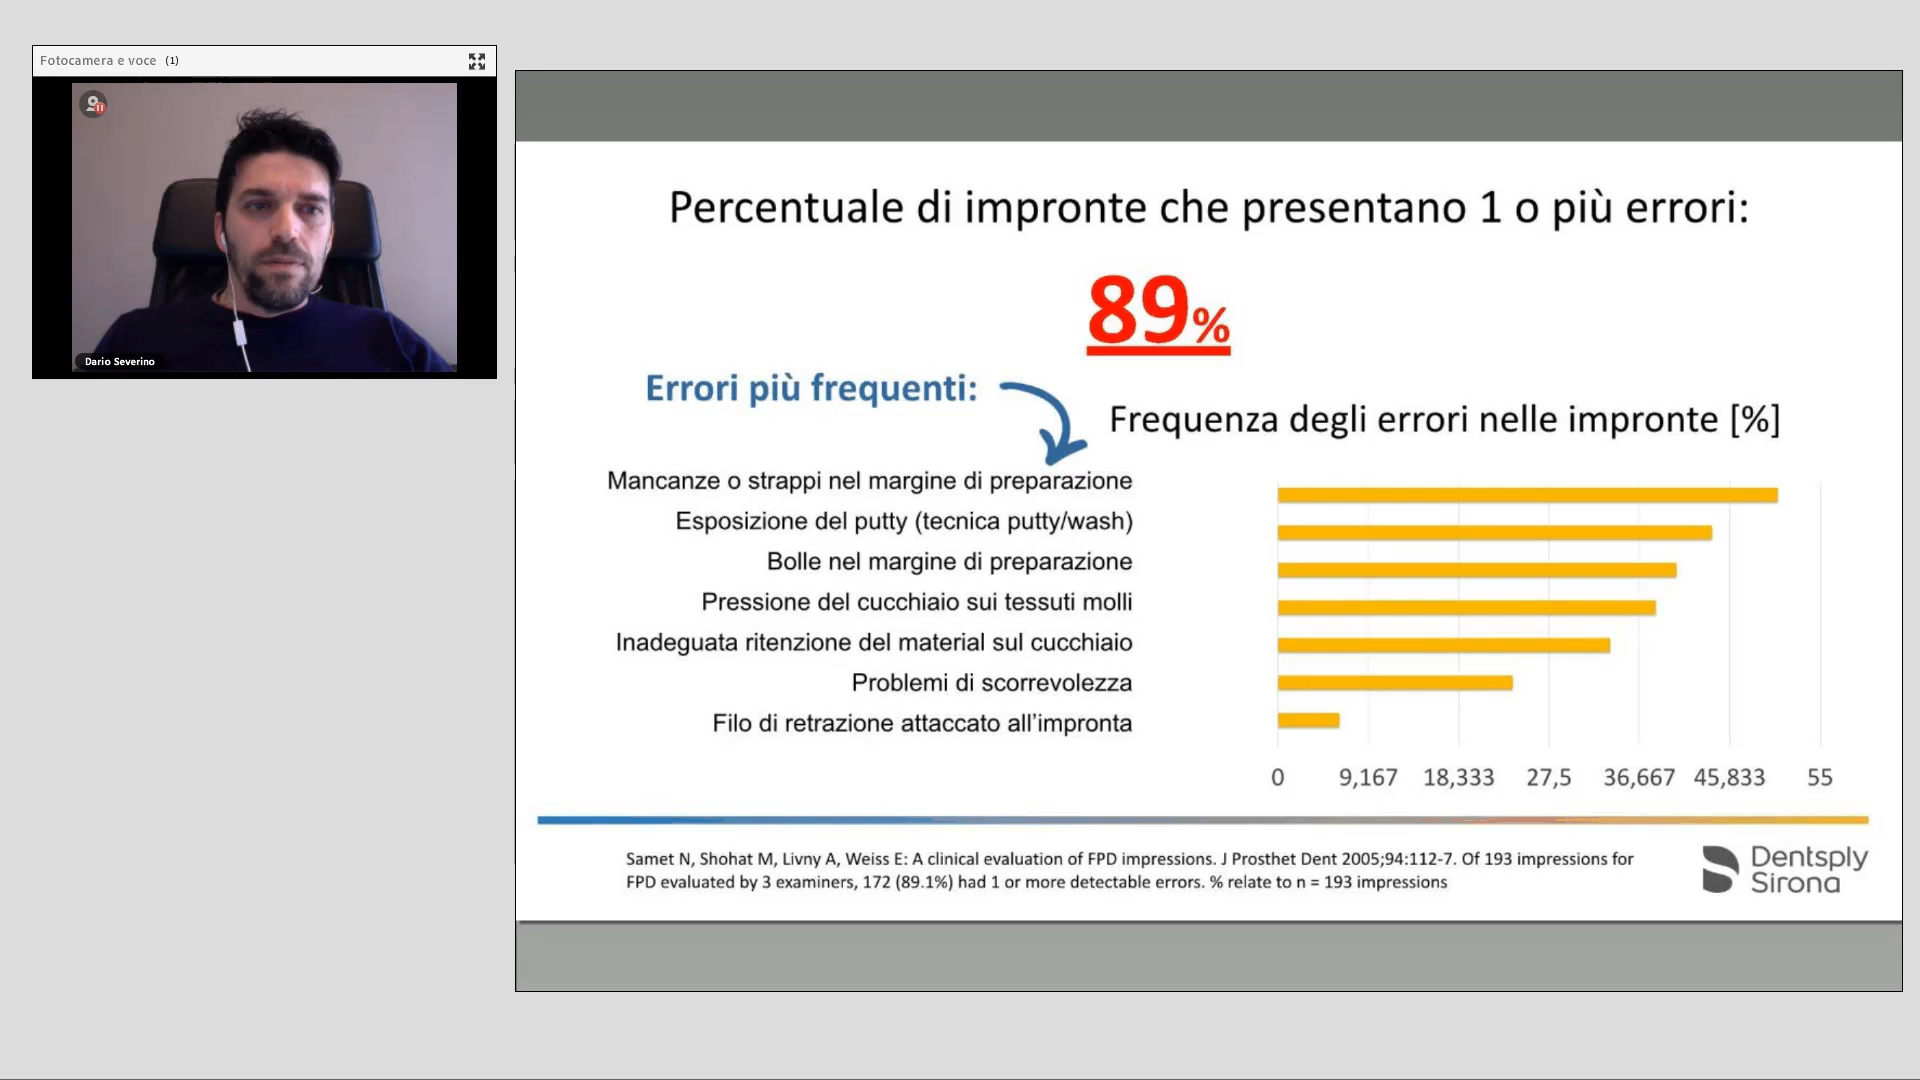 Fotocamera e voce (1)
Dario Severino
Percentuale di impronte che presentano 1 o più errori:
89%
Errori più frequenti:
Frequenza degli errori nelle impronte [%]
Mancanze o strappi nel margine di preparazione
Esposizione del putty (tecnica putty/wash)
Bolle nel margine di preparazione
Pressione del cucchiaio sui tessuti molli
Inadeguata ritenzione del material sul cucchiaio
Problemi di scorrevolezza
Filo di retrazione attaccato all'impronta
0 9,167 18,333 27,5 36,667 45,833 55
Samet N, Shohat M, Livny A, Weiss E: A clinical evaluation of FPD impressions. J Prosthet Dent 2005;94:112-7. Of 193 impressions for
FPD evaluated by 3 examiners, 172 (89.1%) had 1 or more detectable errors. % relate to n = 193 impressions
Dentsply
Sirona